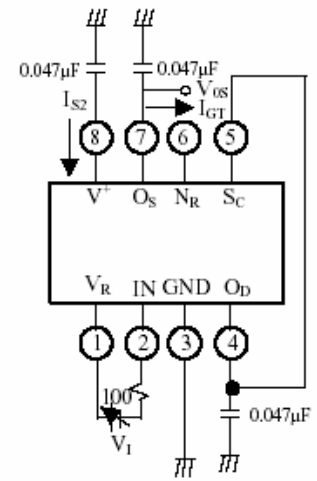 0.047µF
0.047µF
V0S
IS2
IGT
8
7
6
5
V+
OS
NR
SC
VR
IN
GND
OD
1
2
3
4
100
VI
0.047µF